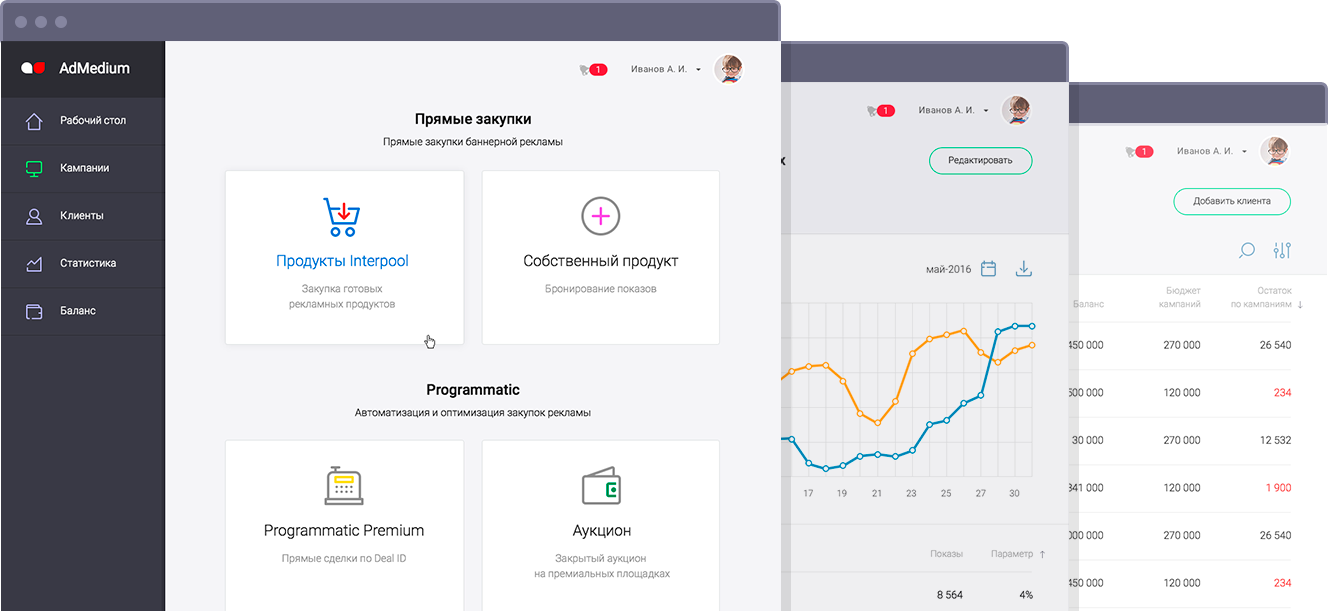 AdMedium
Рабочий стол
Кампании
Клиенты
Статистика
Баланс
1
Иванов А. И.
Прямые закупки
Прямые закупки баннерной рекламы
Продукты Interpool
Закупка готовых
рекламных продуктов
Собственный продукт
Бронирование показов
Programmatic
Автоматизация и оптимизация закупок рекламы
Programmatic Premium
Прямые сделки по Deal ID
Аукцион
Закрытый аукцион
на премиальных площадках
1
Иванов А. И.
Редактировать
май-2016
17 19 21 23 25 27 30
Показы Параметр ↑
8 564 4%
1
Иванов А. И.
Добавить клиента
Баланс
Бюджет
кампаний
Остаток
по кампаниям ↓
450 000 270 000 26 540
500 000 120 000 234
30 000 270 000 12 532
341 000 120 000 1 900
000 000 270 000 26 540
450 000 120 000 234